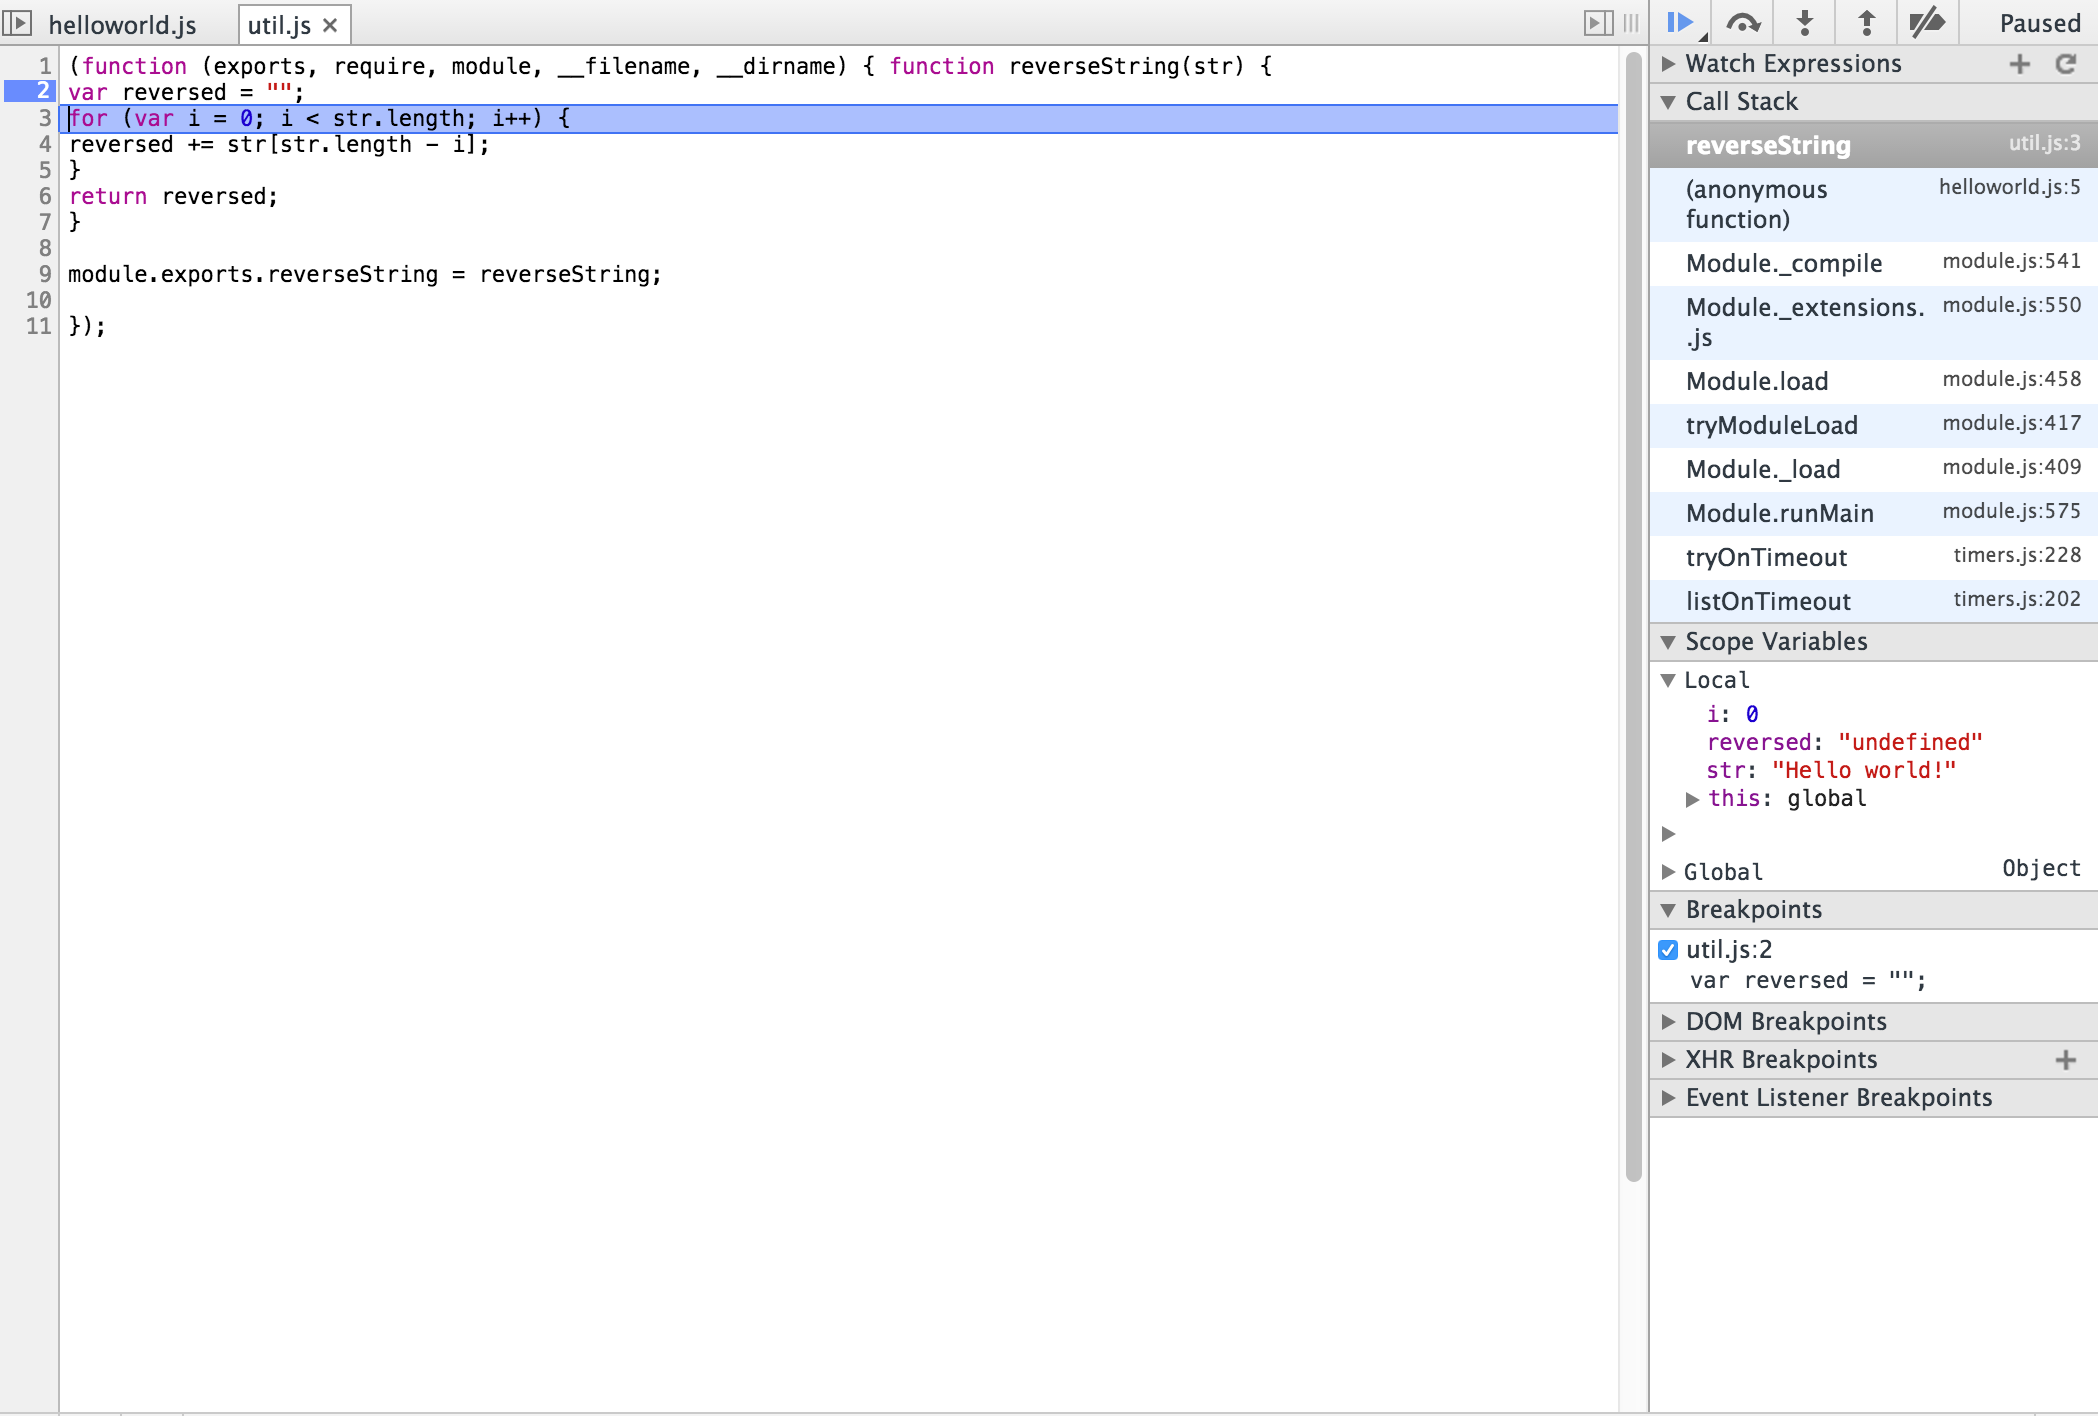 helloworld.js
util.js ×
Paused
1 (function (exports, require, module, __filename, __dirname) { function reverseString(str) {
2 var reversed = "";
3 for (var i = 0; i < str.length; i++) {
4 reversed += str[str.length - i];
5 }
6 return reversed;
7 }
8
9 module.exports.reverseString = reverseString;
10
11 });
Watch Expressions
Call Stack
reverseString util.js:3
(anonymous helloworld.js:5
function)
Module._compile module.js:541
Module._extensions. module.js:550
.js
Module.load module.js:458
tryModuleLoad module.js:417
Module._load module.js:409
Module.runMain module.js:575
tryOnTimeout timers.js:228
listOnTimeout timers.js:202
Scope Variables
Local
i: 0
reversed: "undefined"
str: "Hello world!"
this: global
Global Object
Breakpoints
util.js:2
var reversed = "";
DOM Breakpoints
XHR Breakpoints
Event Listener Breakpoints